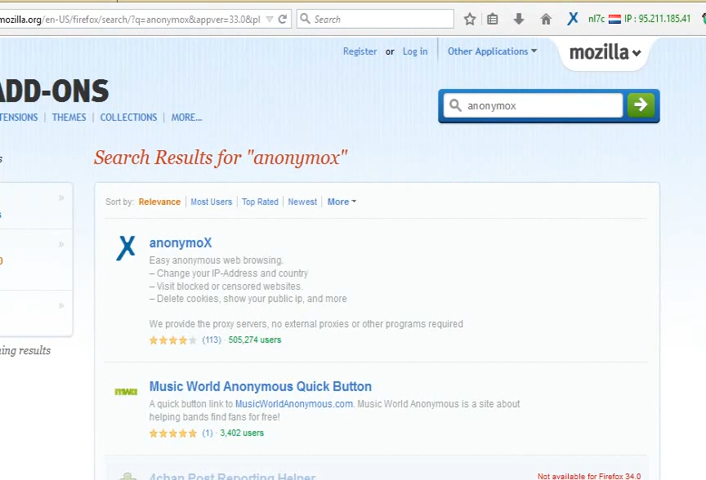 mozilla.org/en-US/firefox/search/?q=anonymox&appver=33.0&pl
Search
nl7c IP : 95.211.185.41
Register or Log in Other Applications
mozilla
ADD-ONS
TENSIONS THEMES COLLECTIONS MORE...
anonymox
Search Results for "anonymox"
Sort by: Relevance Most Users Top Rated Newest More
X anonymoX
Easy anonymous web browsing.
– Change your IP-Address and country
– Visit blocked or censored websites.
– Delete cookies, show your public ip, and more
We provide the proxy servers, no external proxies or other programs required
(113) · 505,274 users
ing results
Music World Anonymous Quick Button
mwa
A quick button link to MusicWorldAnonymous.com. Music World Anonymous is a site about
helping bands find fans for free!
(1) · 3,402 users
4chan Post Reporting Helper
Not available for Firefox 34.0